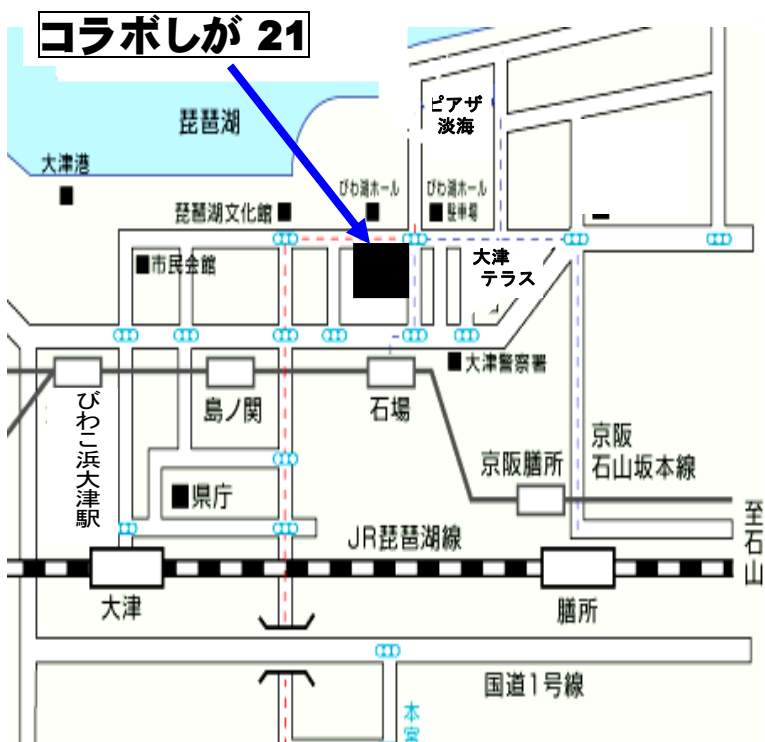 コラボしが 21
ピアザ
淡海
琵琶湖
大津港
びわ湖ホール
びわ湖ホール
駐車場
琵琶湖文化館
市民会館
大津
テラス
大津警察署
びわこ浜大津駅
島ノ関
石場
京阪膳所
京阪
石山坂本線
県庁
JR琵琶湖線
至石山
大津
膳所
国道1号線
本宮